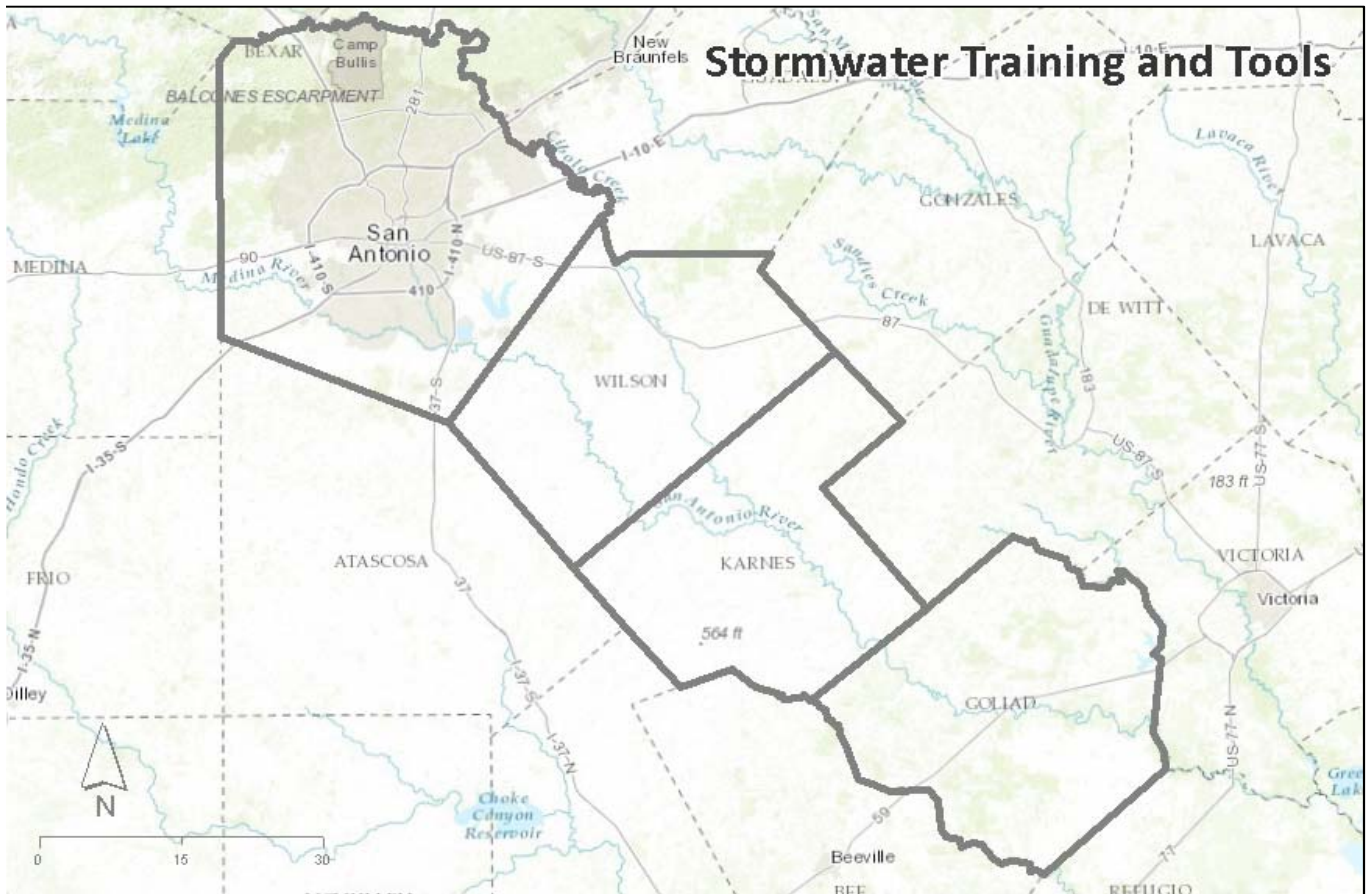 Stormwater Training and Tools
BEXAR
Camp
Bullis
New
Braunfels
I-10-E
BALCONES ESCARPMENT
281
Medina
Lake
Cibolo Creek
I-10-E
Lavaca River
GONZALES
San
Antonio
LAVACA
90
I-410-S
I-410-N
US-87-S
MEDINA
Medina River
410
Sandies Creek
87
DE WITT
Guadalupe River
183
37-S
WILSON
Hondo Creek
I-35-S
US-87-S
US-77-S
183 ft
San Antonio River
ATASCOSA
KARNES
VICTORIA
FRIO
37
Victoria
564 ft
I-35-N
I-37-S
Dilley
GOLIAD
US-77-N
I-37-N
N
Choke
Canyon
Reservoir
59
0 15 30
Beeville
77
BEE
REFUGIO